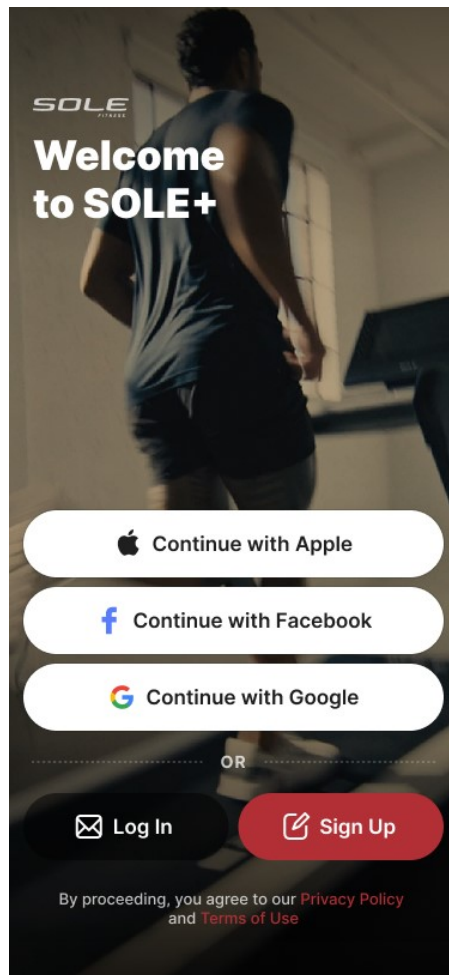 SOLE
FITNESS
Welcome
to SOLE+
Continue with Apple
Continue with Facebook
Continue with Google
OR
Log In
Sign Up
By proceeding, you agree to our Privacy Policy
and Terms of Use